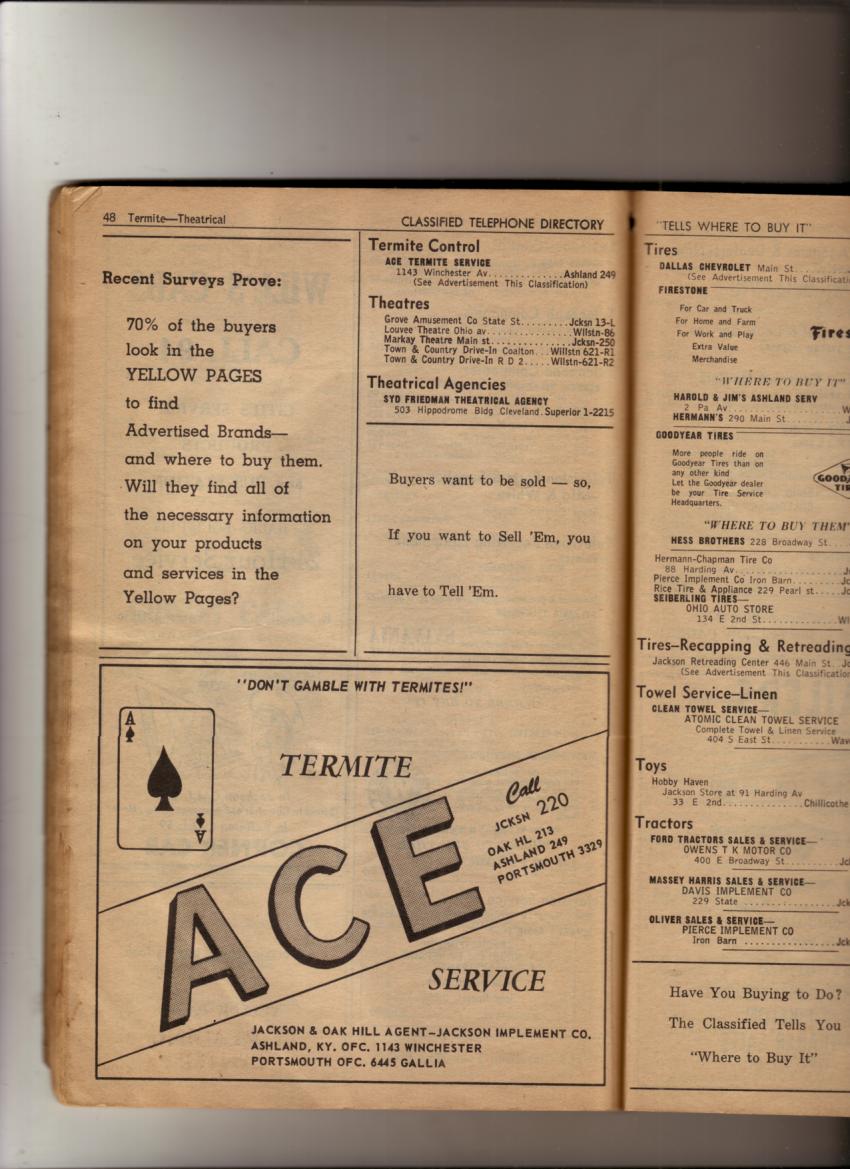 48 Termite—Theatrical
CLASSIFIED TELEPHONE DIRECTORY
Recent Surveys Prove:
70% of the buyers
look in the
YELLOW PAGES
to find
Advertised Brands—
and where to buy them.
Will they find all of
the necessary information
on your products
and services in the
Yellow Pages?
Termite Control
ACE TERMITE SERVICE
1143 Winchester Av.............Ashland 249
(See Advertisement This Classification)
Theatres
Grove Amusement Co State St.........Jcksn 13-L
Louvee Theatre Ohio av................Wllstn-86
Markay Theatre Main st................Jcksn-250
Town & Country Drive-In Coalton...Willstn 621-R1
Town & Country Drive-In R D 2.....Wllstn-621-R2
Theatrical Agencies
SYD FRIEDMAN THEATRICAL AGENCY
503 Hippodrome Bldg Cleveland.Superior 1-2215
Buyers want to be sold — so,
If you want to Sell 'Em, you
have to Tell 'Em.
"DON'T GAMBLE WITH TERMITES!"
A
A
TERMITE
ACE
Call
JCKSN 220
OAK HL 213
ASHLAND 249
PORTSMOUTH 3329
SERVICE
JACKSON & OAK HILL AGENT–JACKSON IMPLEMENT CO.
ASHLAND, KY. OFC. 1143 WINCHESTER
PORTSMOUTH OFC. 6445 GALLIA
"TELLS WHERE TO BUY IT"
Tires
DALLAS CHEVROLET Main St.....
(See Advertisement This Classificati
FIRESTONE
For Car and Truck
For Home and Farm
For Work and Play
Extra Value
Merchandise
Fires
"WHERE TO BUY IT"
HAROLD & JIM'S ASHLAND SERV
2 Pa Av.................W
HERMANN'S 290 Main St........J
GOODYEAR TIRES
More people ride on
Goodyear Tires than on
any other kind
Let the Goodyear dealer
be your Tire Service
Headquarters.
GOOD
TIR
"WHERE TO BUY THEM"
HESS BROTHERS 228 Broadway St....
Hermann-Chapman Tire Co
88 Harding Av................J
Pierce Implement Co Iron Barn........Jc
Rice Tire & Appliance 229 Pearl st.....Jc
SEIBERLING TIRES—
OHIO AUTO STORE
134 E 2nd St.............Wl
Tires–Recapping & Retreading
Jackson Retreading Center 446 Main St. Jc
(See Advertisement This Classification
Towel Service–Linen
CLEAN TOWEL SERVICE—
ATOMIC CLEAN TOWEL SERVICE
Complete Towel & Linen Service
404 S East St...........Wav
Toys
Hobby Haven
Jackson Store at 91 Harding Av
33 E 2nd..............Chillicothe
Tractors
FORD TRACTORS SALES & SERVICE—
OWENS T K MOTOR CO
400 E Broadway St.........Jc
MASSEY HARRIS SALES & SERVICE—
DAVIS IMPLEMENT CO
229 State ................Jck
OLIVER SALES & SERVICE—
PIERCE IMPLEMENT CO
Iron Barn ................Jck
Have You Buying to Do?
The Classified Tells You
"Where to Buy It"